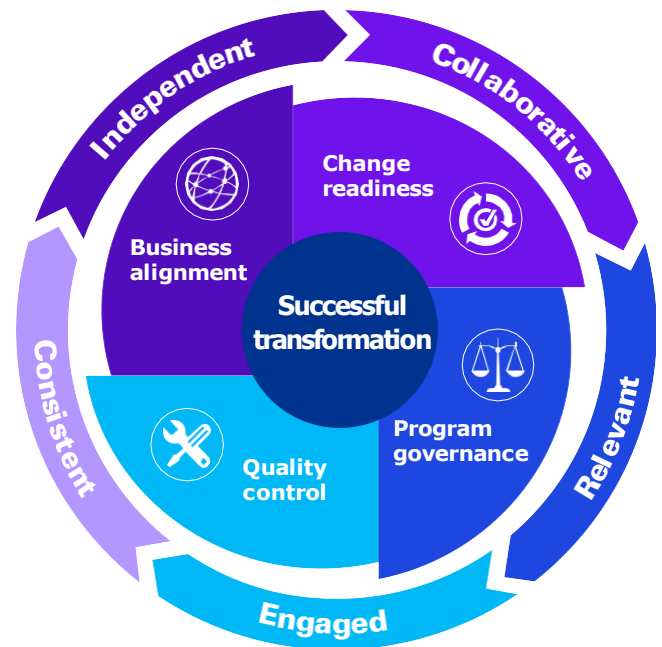 Independent
Collaborative
Change
readiness
Business
alignment
Successful
transformation
Consistent
Relevant
Program
governance
Quality
control
Engaged